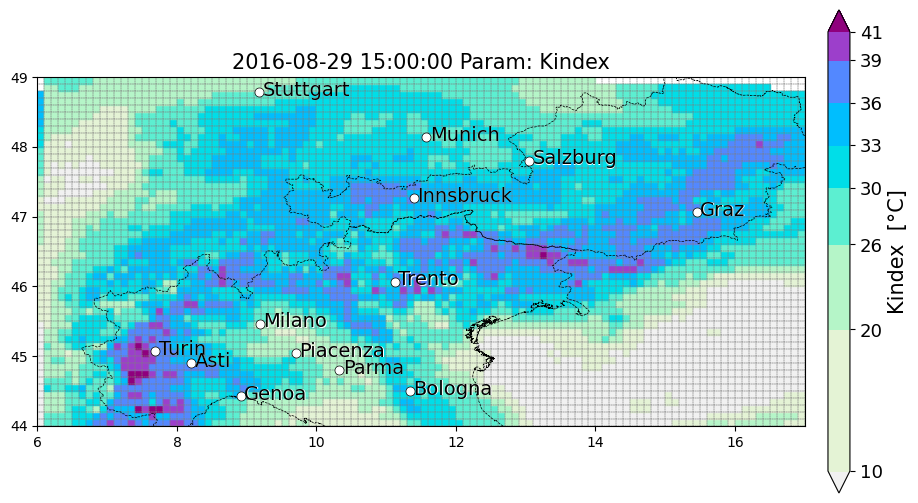 2016-08-29 15:00:00 Param: Kindex
49
48
47
46
45
44
6
8
10
12
14
16
Stuttgart
Munich
Salzburg
Innsbruck
Graz
Trento
Milano
Turin
Asti
Piacenza
Parma
Genoa
Bologna
41
39
36
33
30
26
20
10
Kindex [°C]